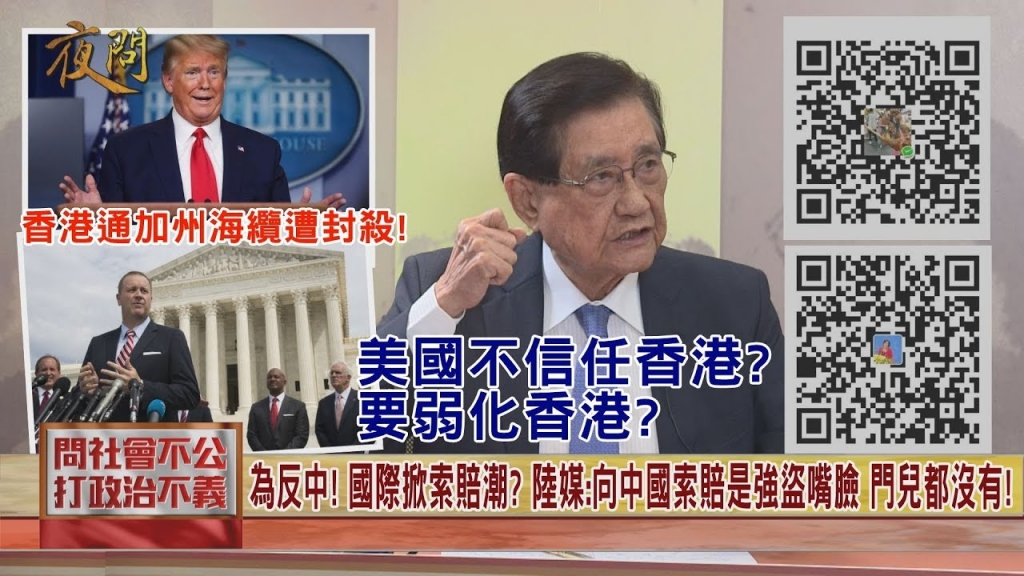 夜問
HOUSE
香港通加州海纜遭封殺!
美國不信任香港?
要弱化香港?
問社會不公
打政治不義
為反中! 國際掀索賠潮? 陸媒:向中國索賠是強盜嘴臉 門兒都沒有!